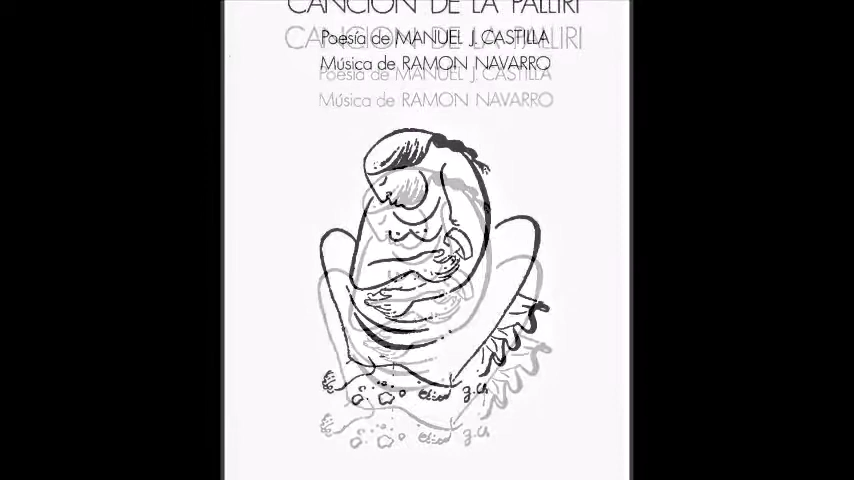 CANCION DE LA PALLIRI
Poesía de MANUEL J. CASTILLA
Música de RAMON NAVARRO